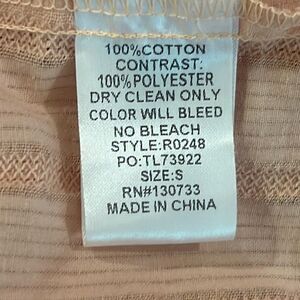 100%COTTON
CONTRAST:
100%POLYESTER
DRY CLEAN ONLY
COLOR WILL BLEED
NO BLEACH
STYLE:R0248
PO:TL73922
SIZE:S
RN#130733
MADE IN CHINA